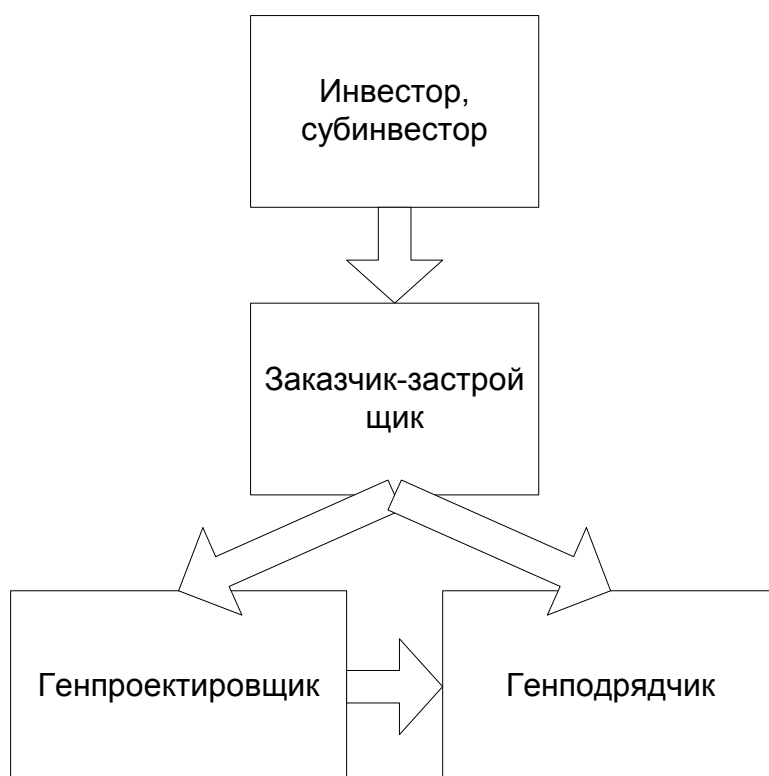 Инвестор,
субинвестор
Заказчик-застрой
щик
Генпроектировщик
Генподрядчик